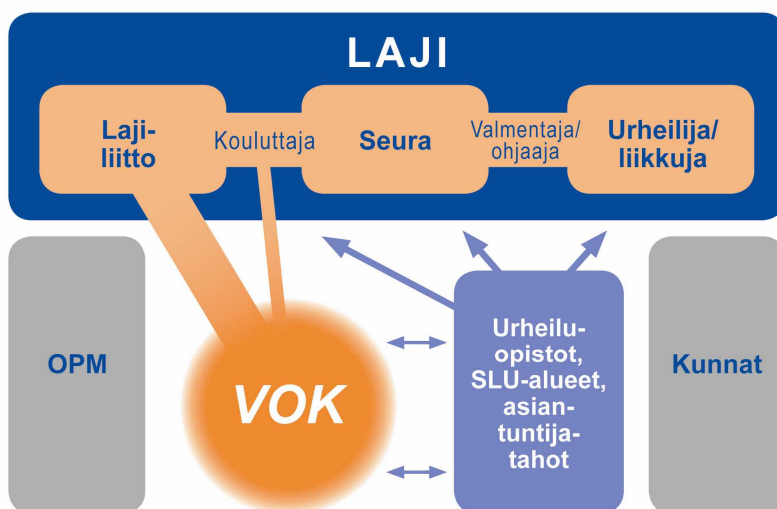 LAJI
Laji-
liitto
Kouluttaja
Seura
Valmentaja/
ohjaaja
Urheilija/
liikkuja
OPM
VOK
Urheilu-
opistot,
SLU-alueet,
asian-
tuntija-
tahot
Kunnat